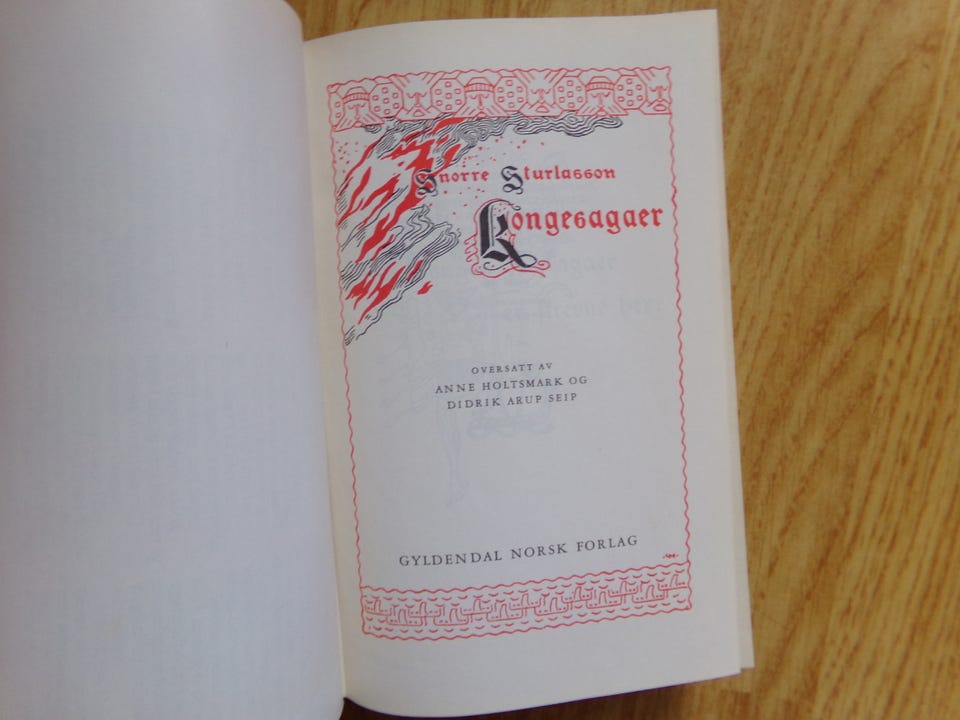 Snorre Sturlasson
Kongesagaer
OVERSATT AV
ANNE HOLTSMARK OG
DIDRIK ARUP SEIP
GYLDENDAL NORSK FORLAG